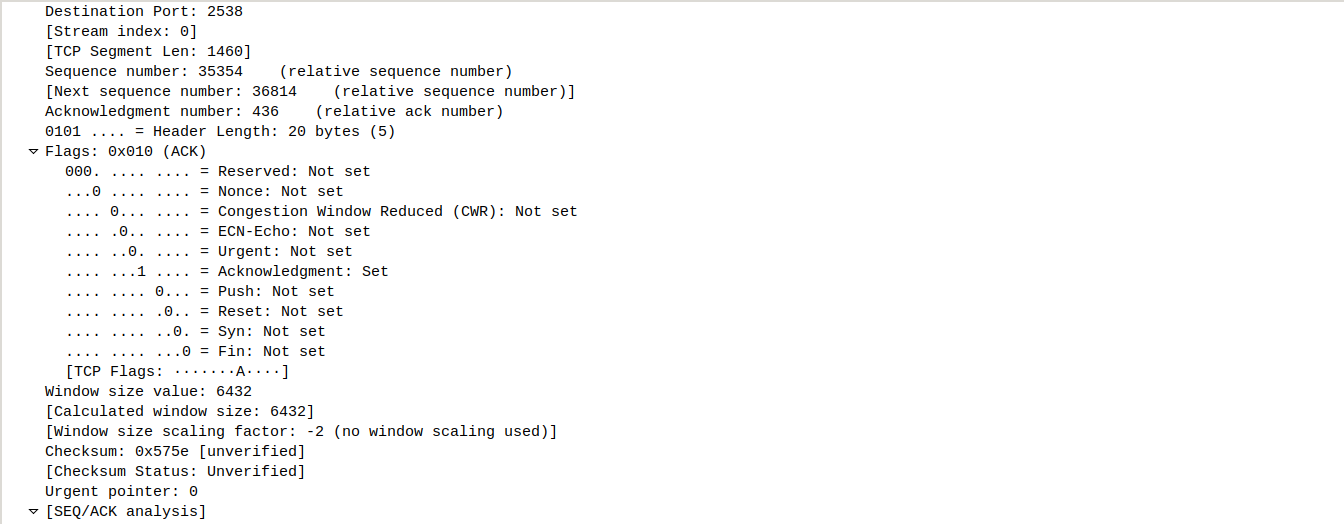 Destination Port: 2538
[Stream index: 0]
[TCP Segment Len: 1460]
Sequence number: 35354    (relative sequence number)
[Next sequence number: 36814    (relative sequence number)]
Acknowledgment number: 436    (relative ack number)
0101 .... = Header Length: 20 bytes (5)
Flags: 0x010 (ACK)
000. .... .... = Reserved: Not set
...0 .... .... = Nonce: Not set
.... 0... .... = Congestion Window Reduced (CWR): Not set
.... .0.. .... = ECN-Echo: Not set
.... ..0. .... = Urgent: Not set
.... ...1 .... = Acknowledgment: Set
.... .... 0... = Push: Not set
.... .... .0.. = Reset: Not set
.... .... ..0. = Syn: Not set
.... .... ...0 = Fin: Not set
[TCP Flags: ·······A····]
Window size value: 6432
[Calculated window size: 6432]
[Window size scaling factor: -2 (no window scaling used)]
Checksum: 0x575e [unverified]
[Checksum Status: Unverified]
Urgent pointer: 0
[SEQ/ACK analysis]